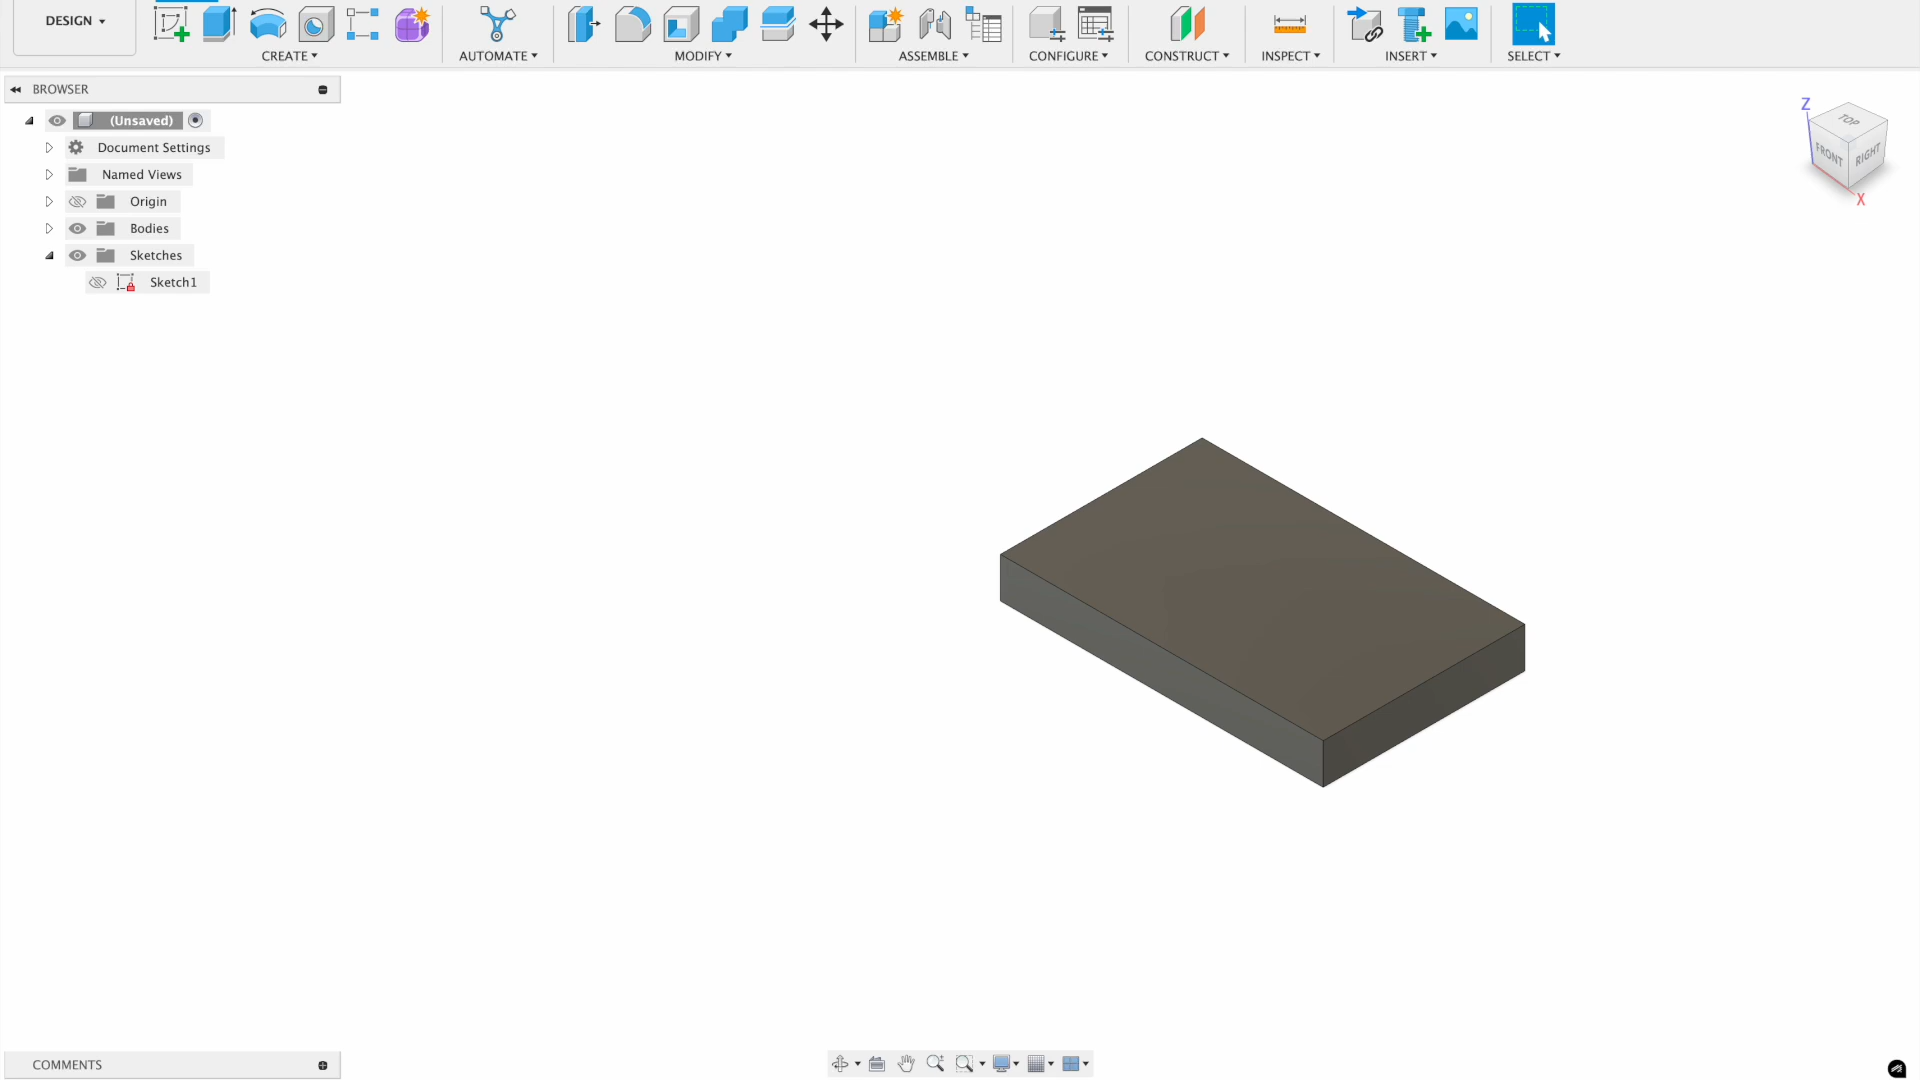 DESIGN
CREATE
AUTOMATE
MODIFY
ASSEMBLE
CONFIGURE
CONSTRUCT
INSPECT
INSERT
SELECT
BROWSER
(Unsaved)
Document Settings
Named Views
Origin
Bodies
Sketches
Sketch1
Z
TOP
FRONT
RIGHT
X
COMMENTS